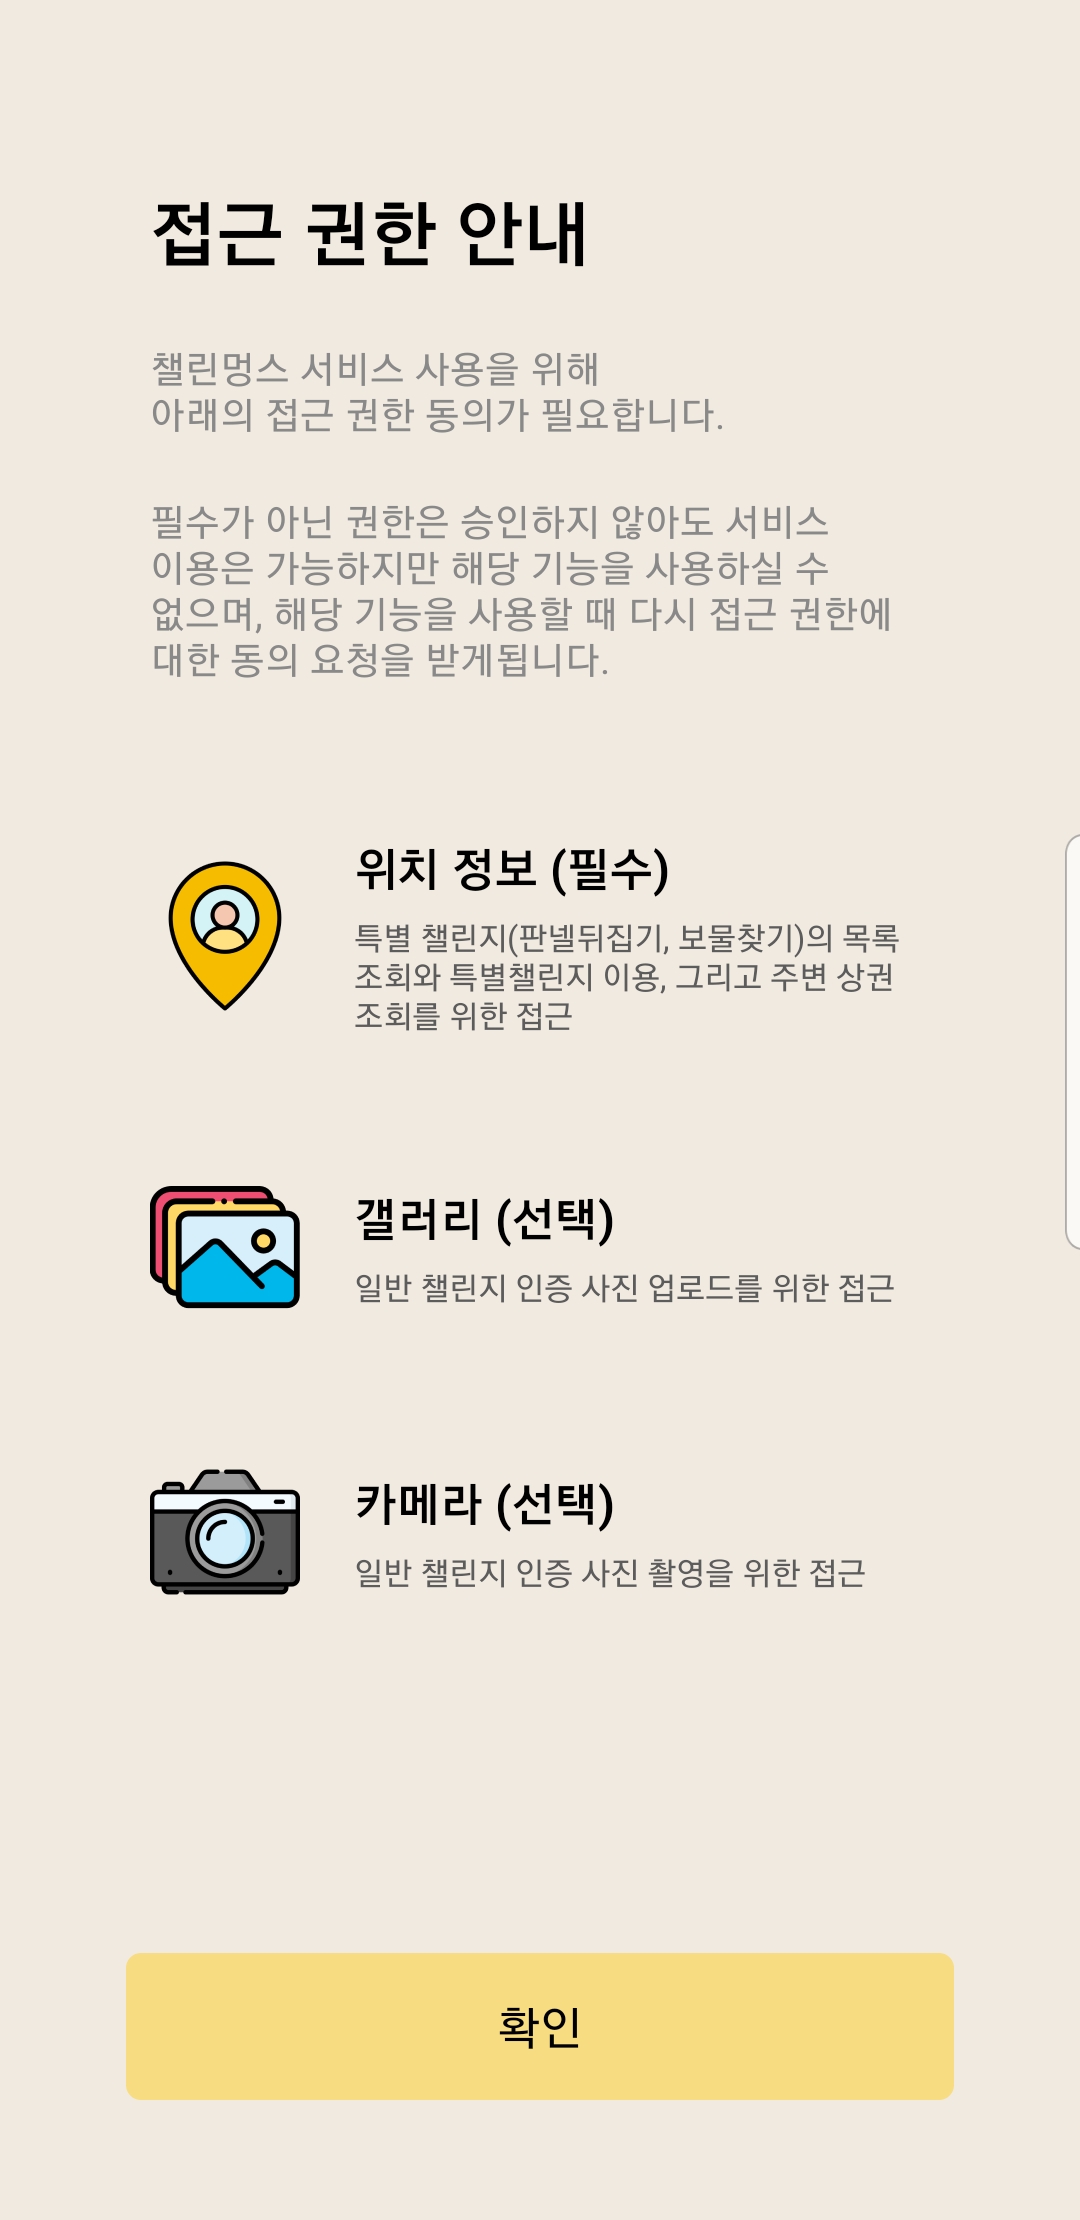 접근 권한 안내
챌린멍스 서비스 사용을 위해
아래의 접근 권한 동의가 필요합니다.
필수가 아닌 권한은 승인하지 않아도 서비스
이용은 가능하지만 해당 기능을 사용하실 수
없으며, 해당 기능을 사용할 때 다시 접근 권한에
대한 동의 요청을 받게됩니다.
위치 정보 (필수)
특별 챌린지(판넬뒤집기, 보물찾기)의 목록
조회와 특별챌린지 이용, 그리고 주변 상권
조회를 위한 접근
갤러리 (선택)
일반 챌린지 인증 사진 업로드를 위한 접근
카메라 (선택)
일반 챌린지 인증 사진 촬영을 위한 접근
확인